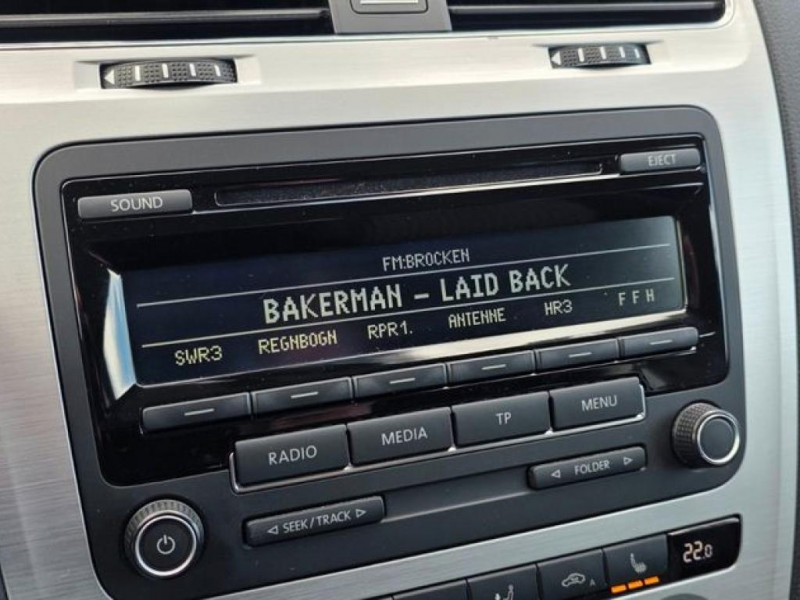 EJECT
SOUND
FM:BROCKEN
BAKERMAN - LAID BACK
SWR3 REGNBOGN RPR1. ANTENNE HR3 FFH
RADIO MEDIA TP MENU
FOLDER
SEEK/TRACK
A
22.0